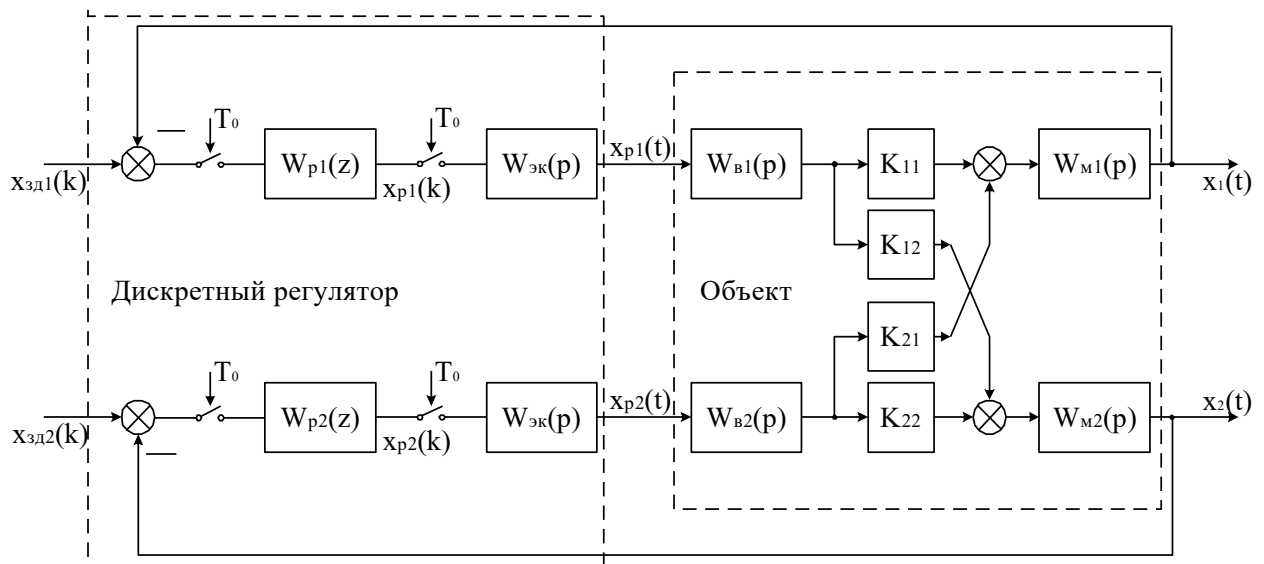 T₀
T₀
xзд1(k)
Wр1(z)
xр1(k)
Wэк(p)
xр1(t)
Wв1(p)
K11
Wм1(p)
x1(t)
K12
Дискретный регулятор
Объект
K21
T₀
T₀
xзд2(k)
Wр2(z)
xр2(k)
Wэк(p)
xр2(t)
Wв2(p)
K22
Wм2(p)
x2(t)